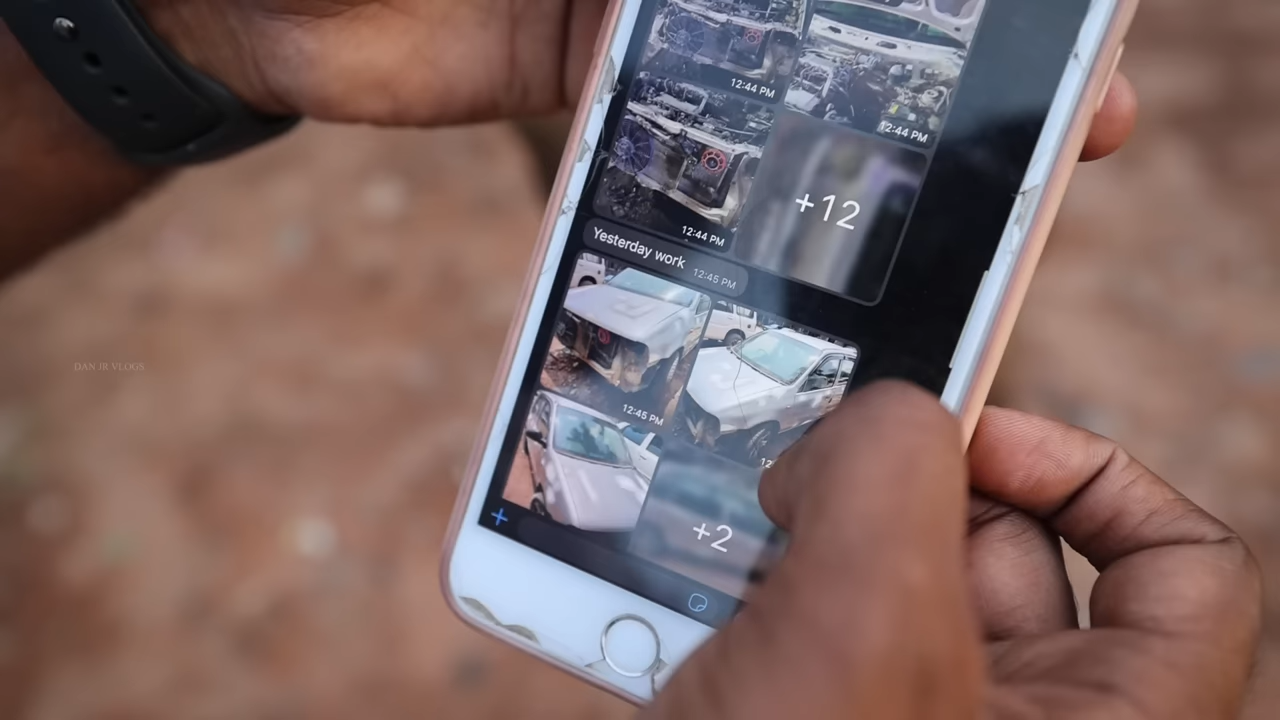 12:44 PM
12:44 PM
12:44 PM
+12
Yesterday work 12:45 PM
12:45 PM
+2
DAN JR VLOGS